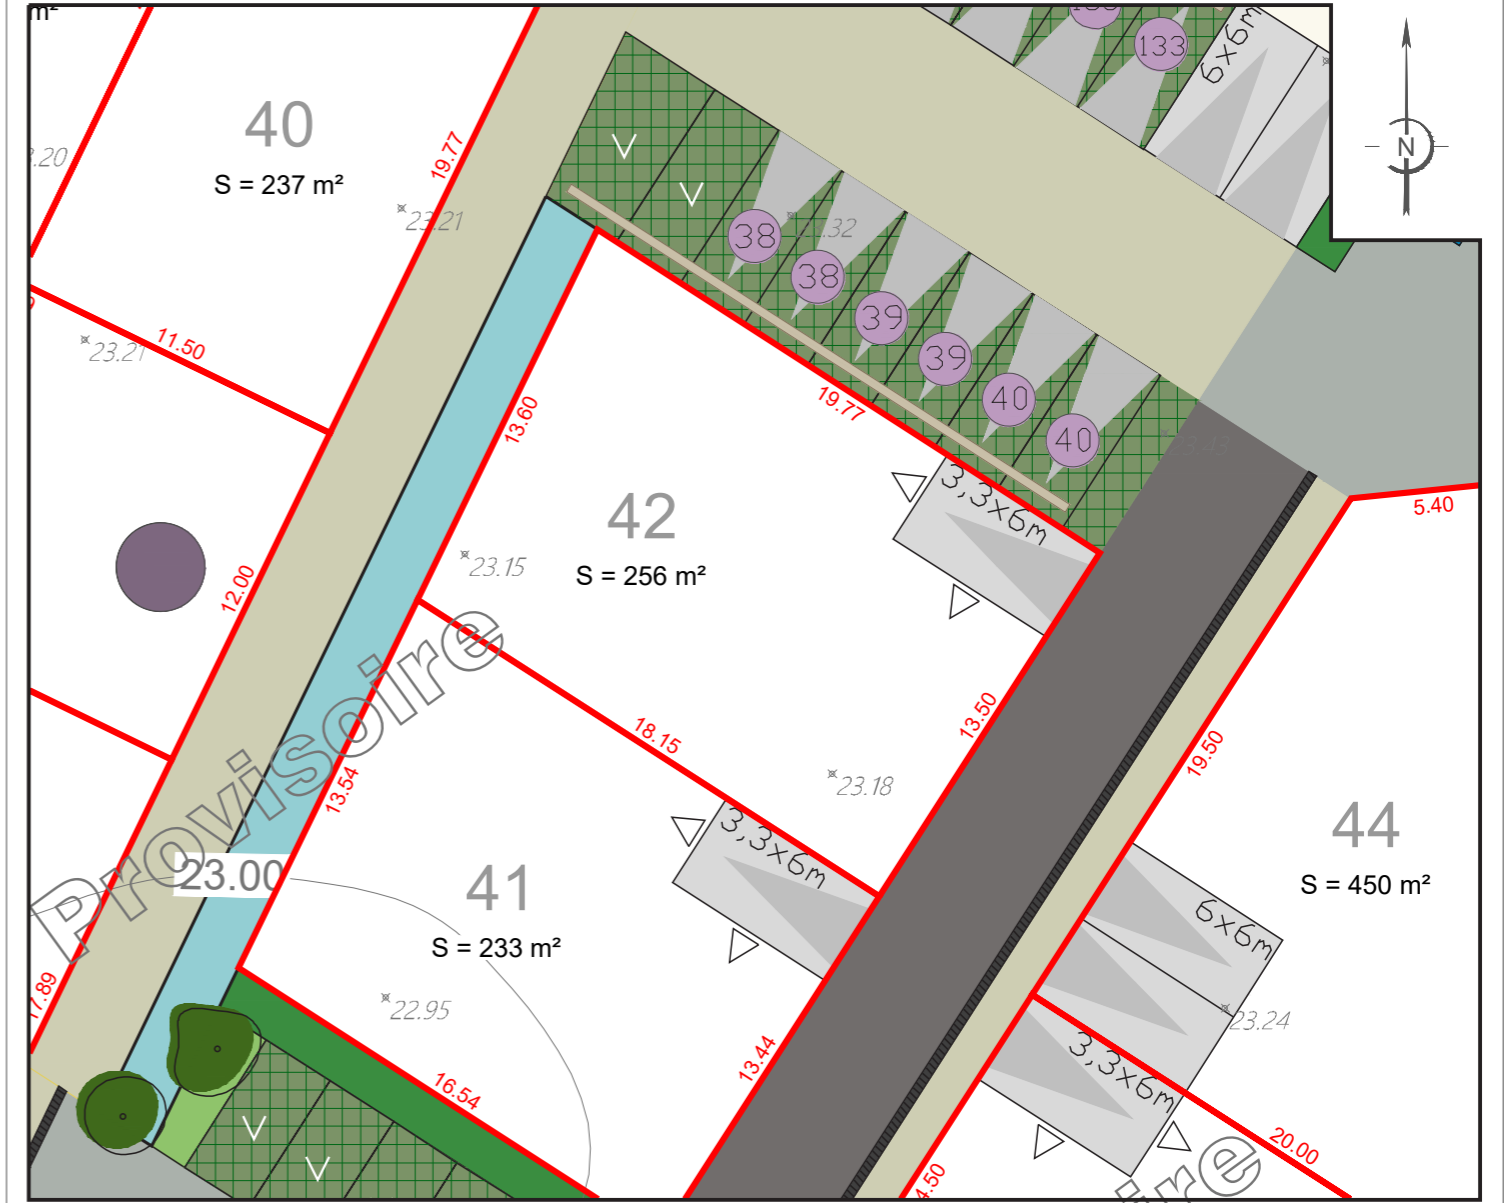 m²
133
6x6m
N
40
S = 237 m²
19.77
23.21
38
38
39
39
40
40
11.50
23.21
13.60
19.77
23.43
3,3x6m
5.40
42
S = 256 m²
23.15
12.00
Provisoire
18.15
13.50
23.18
19.50
13.54
23.00
3,3x6m
44
S = 450 m²
41
S = 233 m²
6x6m
22.95
23.24
17.89
13.44
3,3x6m
16.54
20.00